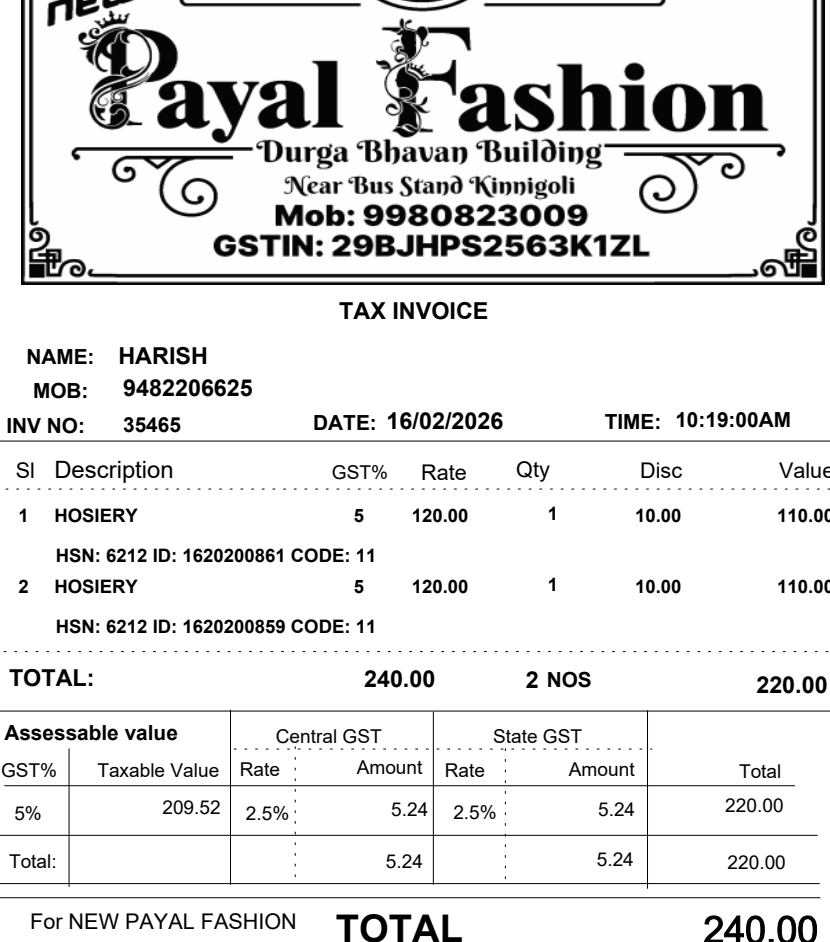 new
Payal Fashion
Durga Bhavan Building
Near Bus Stand Kinnigoli
Mob: 9980823009
GSTIN: 29BJHPS2563K1ZL
TAX INVOICE
NAME: HARISH
MOB: 9482206625
INV NO: 35465 DATE: 16/02/2026 TIME: 10:19:00AM
Sl Description GST% Rate Qty Disc Value
1 HOSIERY 5 120.00 1 10.00 110.00
HSN: 6212 ID: 1620200861 CODE: 11
2 HOSIERY 5 120.00 1 10.00 110.00
HSN: 6212 ID: 1620200859 CODE: 11
TOTAL: 240.00 2 NOS 220.00
Assessable value Central GST State GST
GST% Taxable Value Rate Amount Rate Amount Total
5% 209.52 2.5% 5.24 2.5% 5.24 220.00
Total: 5.24 5.24 220.00
For NEW PAYAL FASHION TOTAL 240.00